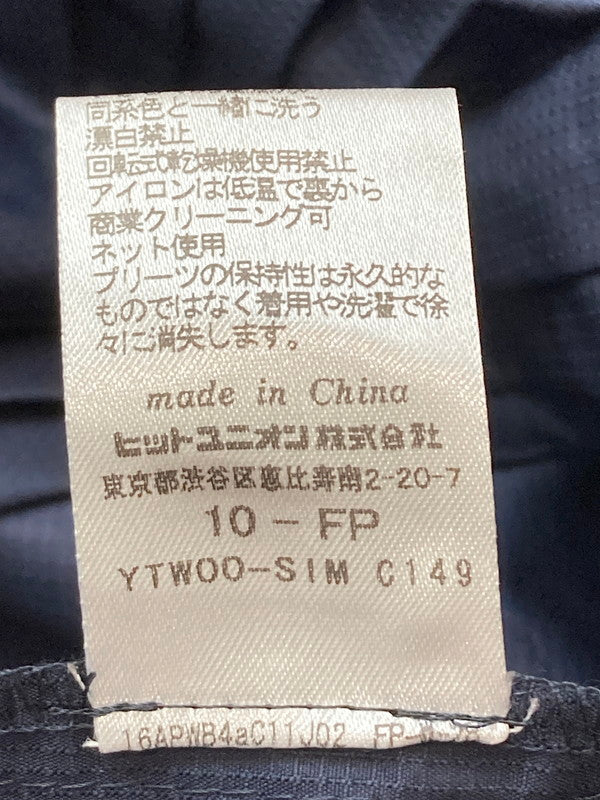 同系色と一緒に洗う
漂白禁止
回転式乾燥機使用禁止
アイロンは低温で裏から
商業クリーニング可
ネット使用
プリーツの保持性は永久的な
ものではなく着用や洗濯で徐
々に消失します。
made in China
ヒットユニオン株式会社
東京都渋谷区恵比寿南2-20-7
10-FP
YTW00-SIM C149
16APWB4aC11J02